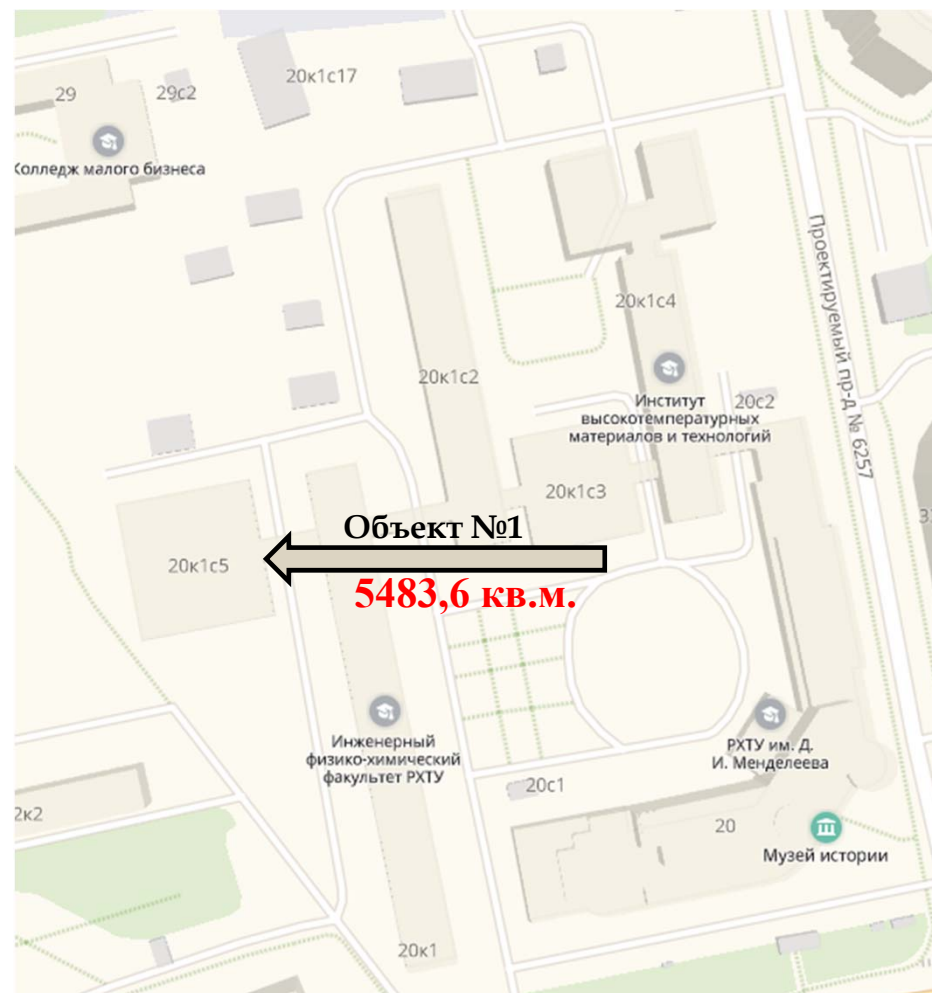 20к1с17
29
29с2
Колледж малого бизнеса
Проектируемый пр-д № 6257
20к1с4
20к1с2
Институт
высокотемпературных
материалов и технологий
20с2
20к1с3
Объект №1
20к1с5
5483,6 кв.м.
Инженерный
физико-химический
факультет РХТУ
РХТУ им. Д.
И. Менделеева
20с1
2к2
20
Музей истории
20к1